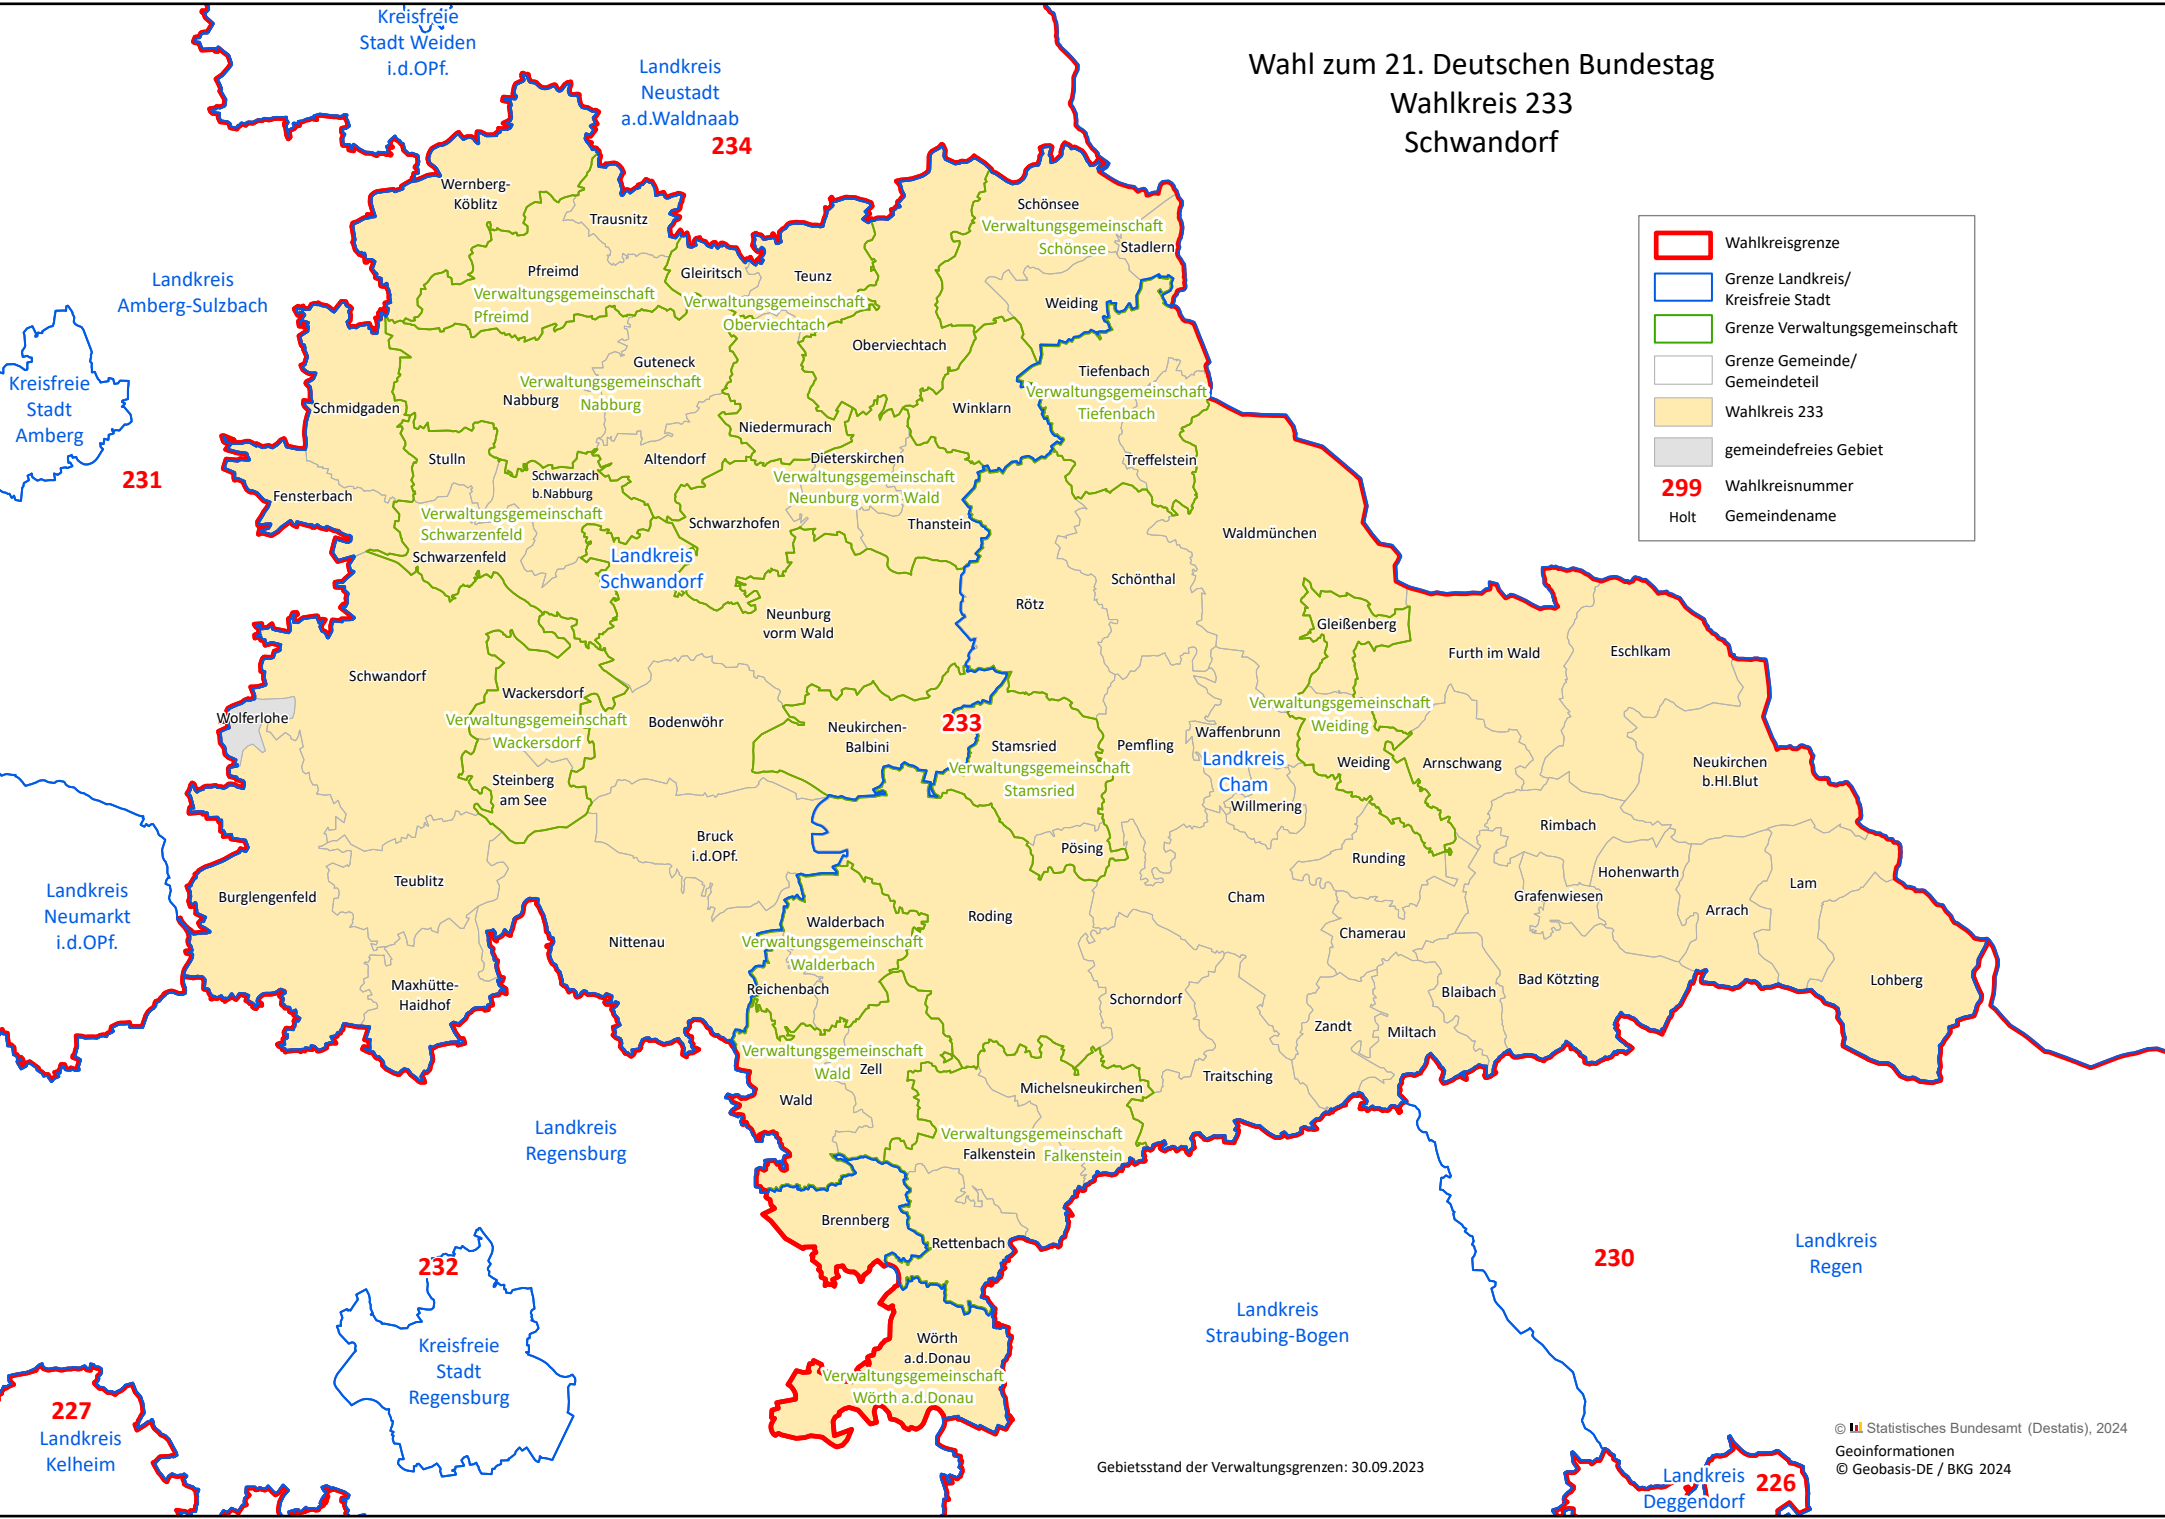 Wahl zum 21. Deutschen Bundestag
Wahlkreis 233
Schwandorf
Wahlkreisgrenze
Grenze Landkreis/
Kreisfreie Stadt
Grenze Verwaltungsgemeinschaft
Grenze Gemeinde/
Gemeindeteil
Wahlkreis 233
gemeindefreies Gebiet
299 Wahlkreisnummer
Holt Gemeindename
Kreisfreie
Stadt Weiden
i.d.OPf.
Landkreis
Neustadt
a.d.Waldnaab
234
Landkreis
Amberg-Sulzbach
Kreisfreie
Stadt
Amberg
231
Wernberg-
Köblitz
Trausnitz
Pfreimd
Verwaltungsgemeinschaft
Pfreimd
Gleiritsch
Teunz
Verwaltungsgemeinschaft
Oberviechtach
Schönsee
Verwaltungsgemeinschaft
Schönsee
Stadlern
Weiding
Oberviechtach
Guteneck
Verwaltungsgemeinschaft
Nabburg
Nabburg
Schmidgaden
Tiefenbach
Verwaltungsgemeinschaft
Tiefenbach
Winklarn
Niedermurach
Stulln
Altendorf
Dieterskirchen
Verwaltungsgemeinschaft
Neunburg vorm Wald
Treffelstein
Fensterbach
Schwarzach
b.Nabburg
Verwaltungsgemeinschaft
Schwarzenfeld
Schwarzenfeld
Schwarzhofen
Thanstein
Landkreis
Schwandorf
Waldmünchen
Schönthal
Rötz
Neunburg
vorm Wald
Gleißenberg
Furth im Wald
Eschlkam
Schwandorf
Wolferlohe
Wackersdorf
Verwaltungsgemeinschaft
Wackersdorf
Bodenwöhr
Neukirchen-
Balbini
233
Stamsried
Verwaltungsgemeinschaft
Stamsried
Pemfling
Waffenbrunn
Landkreis
Cham
Willmering
Verwaltungsgemeinschaft
Weiding
Weiding
Arnschwang
Neukirchen
b.Hl.Blut
Steinberg
am See
Bruck
i.d.OPf.
Pösing
Runding
Rimbach
Hohenwarth
Grafenwiesen
Lam
Arrach
Landkreis
Neumarkt
i.d.OPf.
Burglengenfeld
Teublitz
Nittenau
Maxhütte-
Haidhof
Walderbach
Verwaltungsgemeinschaft
Walderbach
Reichenbach
Roding
Cham
Chamerau
Schorndorf
Blaibach
Bad Kötzting
Lohberg
Zandt
Miltach
Traitsching
Verwaltungsgemeinschaft
Wald
Zell
Wald
Michelsneukirchen
Verwaltungsgemeinschaft
Falkenstein
Falkenstein
Landkreis
Regensburg
Brennberg
Rettenbach
232
Kreisfreie
Stadt
Regensburg
Wörth
a.d.Donau
Verwaltungsgemeinschaft
Wörth a.d.Donau
Landkreis
Straubing-Bogen
230
Landkreis
Regen
227
Landkreis
Kelheim
Landkreis
Deggendorf
226
Gebietsstand der Verwaltungsgrenzen: 30.09.2023
© Statistisches Bundesamt (Destatis), 2024
Geoinformationen
© Geobasis-DE / BKG 2024